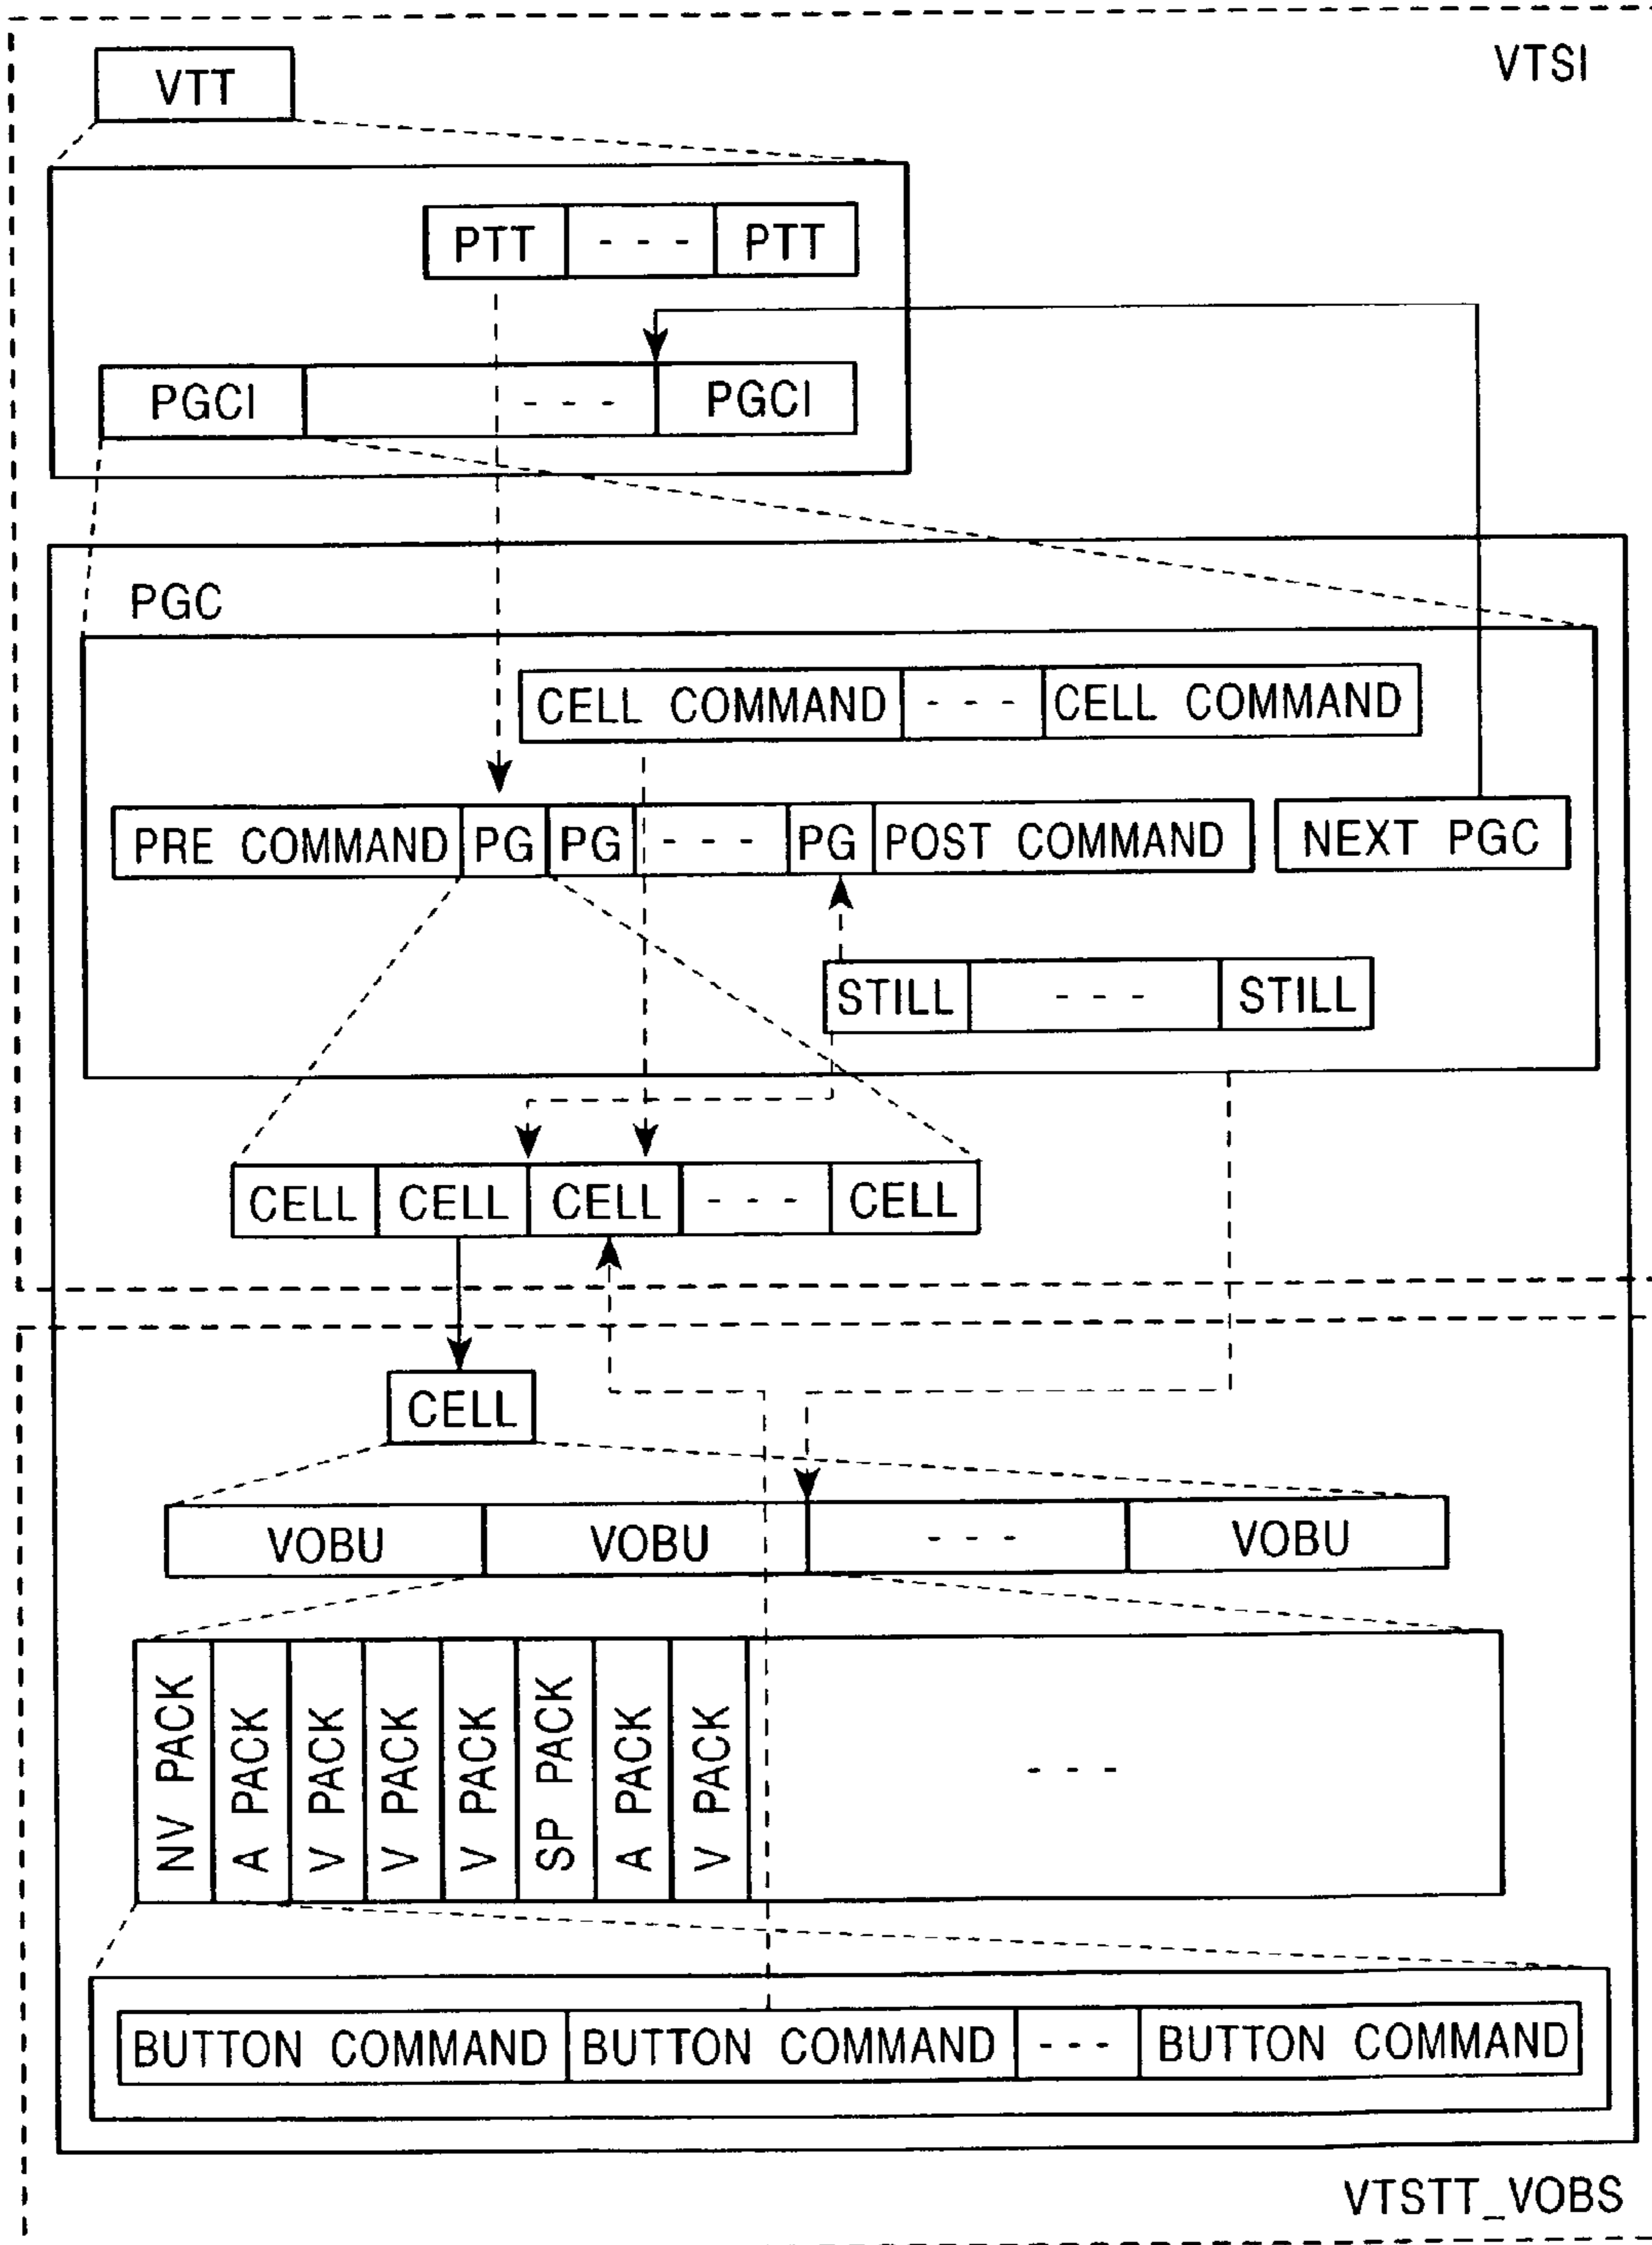 VTSI
VTT
PTT - - - PTT
PGCI - - - PGCI
PGC
CELL COMMAND - - - CELL COMMAND
PRE COMMAND PG PG - - - PG POST COMMAND NEXT PGC
STILL - - - STILL
CELL CELL CELL - - - CELL
CELL
VOBU VOBU - - - VOBU
NV PACK
A PACK
V PACK
V PACK
V PACK
SP PACK
A PACK
V PACK
- - -
BUTTON COMMAND BUTTON COMMAND - - - BUTTON COMMAND
VTSTT_VOBS